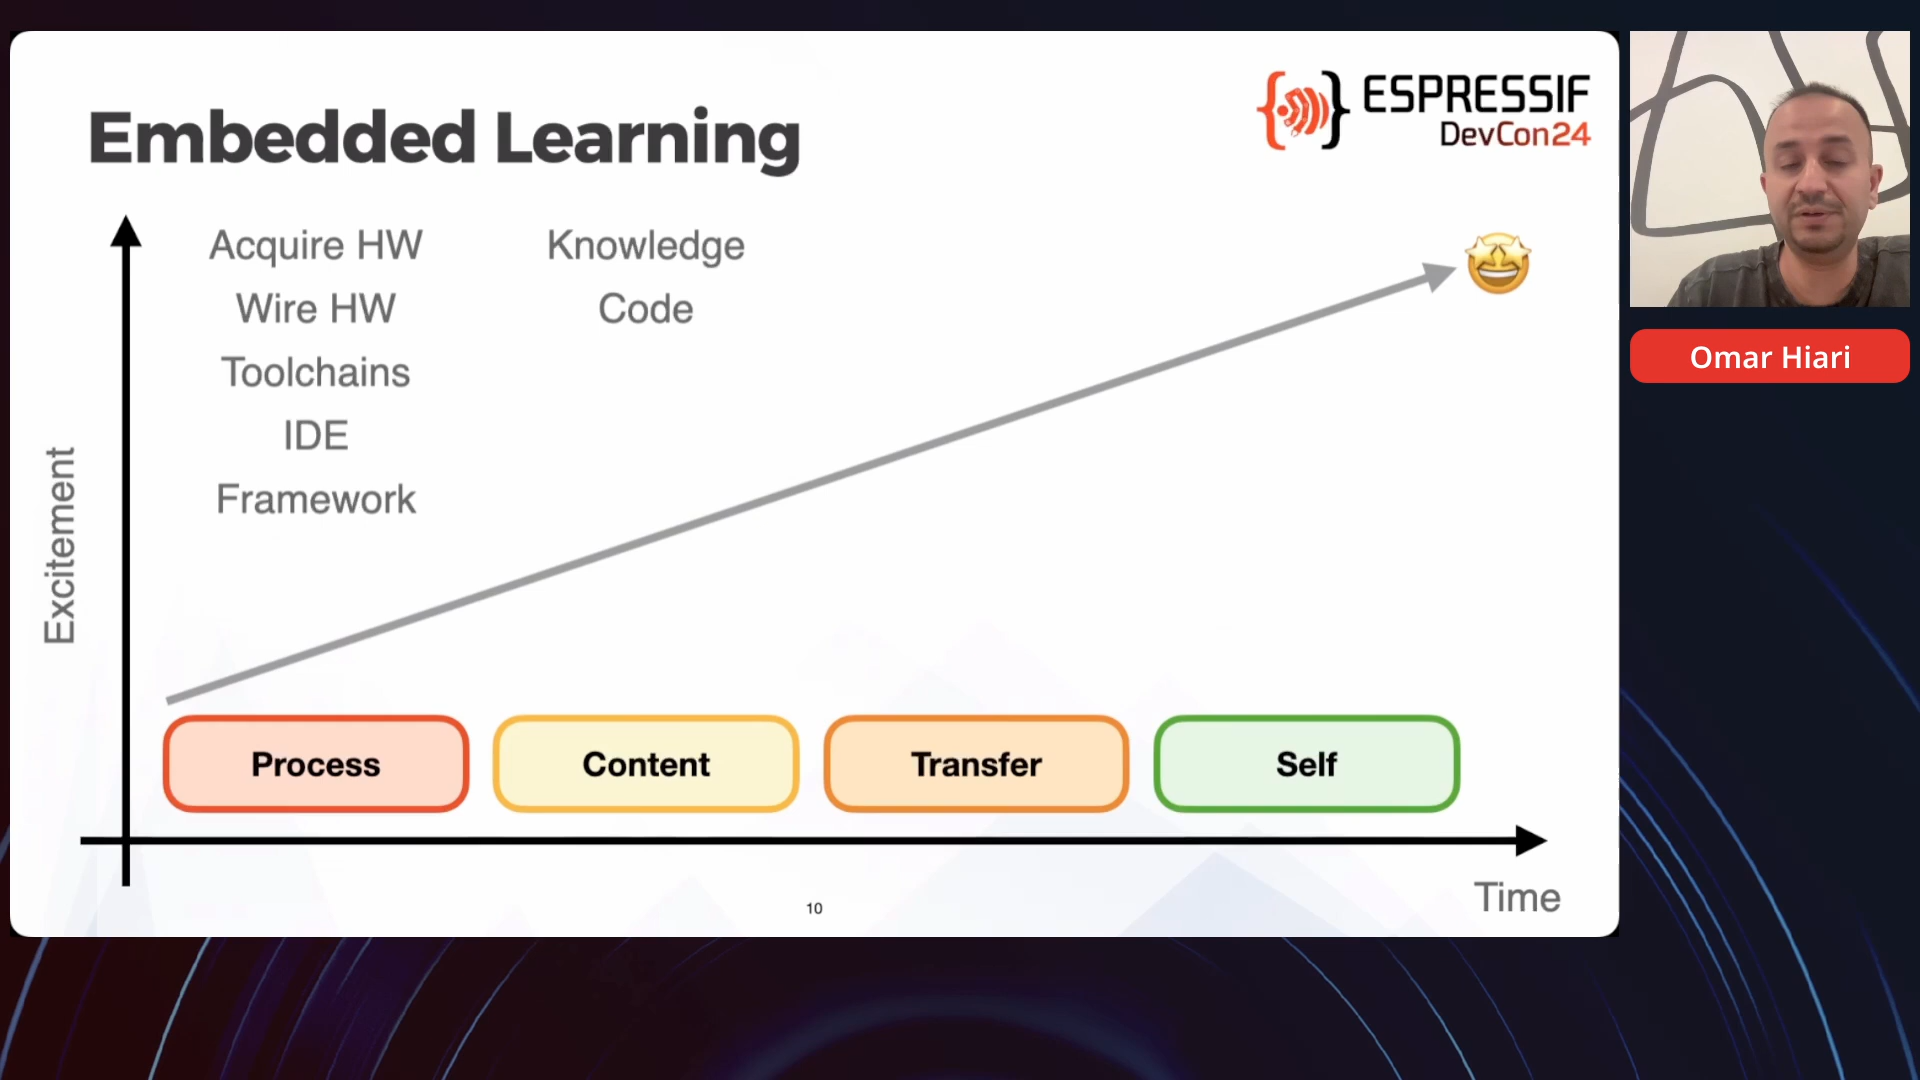 Embedded Learning
ESPRESSIF
DevCon24
Acquire HW
Wire HW
Toolchains
IDE
Framework
Knowledge
Code
Excitement
Process
Content
Transfer
Self
Time
10
Omar Hiari